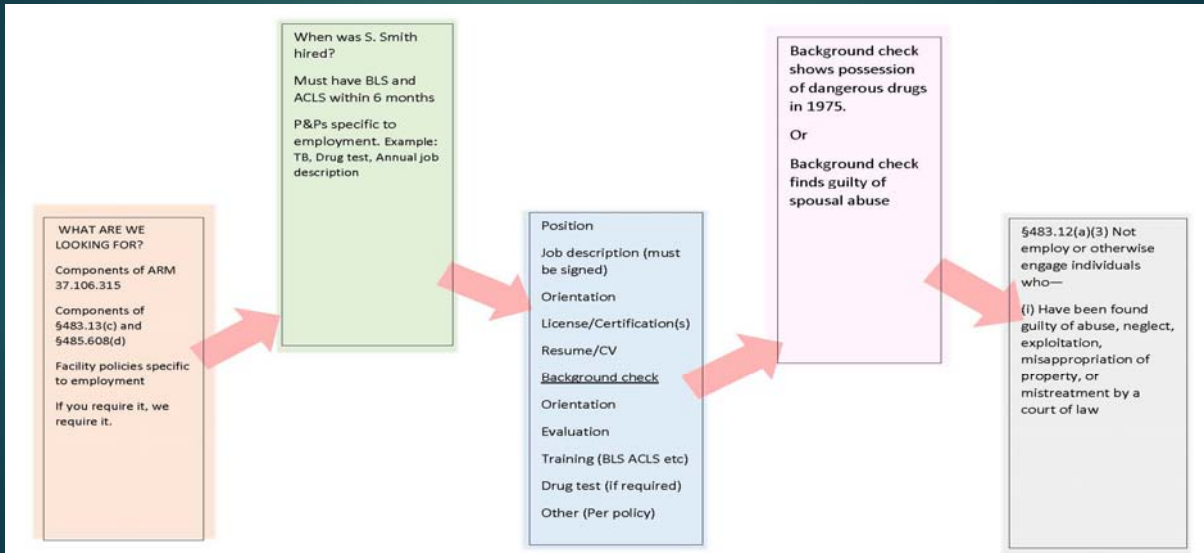 WHAT ARE WE
LOOKING FOR?
Components of ARM
37.106.315
Components of
§483.13(c) and
§485.608(d)
Facility policies specific
to employment
If you require it, we
require it.
When was S. Smith
hired?
Must have BLS and
ACLS within 6 months
P&Ps specific to
employment. Example:
TB, Drug test, Annual job
description
Position
Job description (must
be signed)
Orientation
License/Certification(s)
Resume/CV
Background check
Orientation
Evaluation
Training (BLS ACLS etc)
Drug test (if required)
Other (Per policy)
Background check
shows possession
of dangerous drugs
in 1975.
Or
Background check
finds guilty of
spousal abuse
§483.12(a)(3) Not
employ or otherwise
engage individuals
who—
(i) Have been found
guilty of abuse, neglect,
exploitation,
misappropriation of
property, or
mistreatment by a
court of law